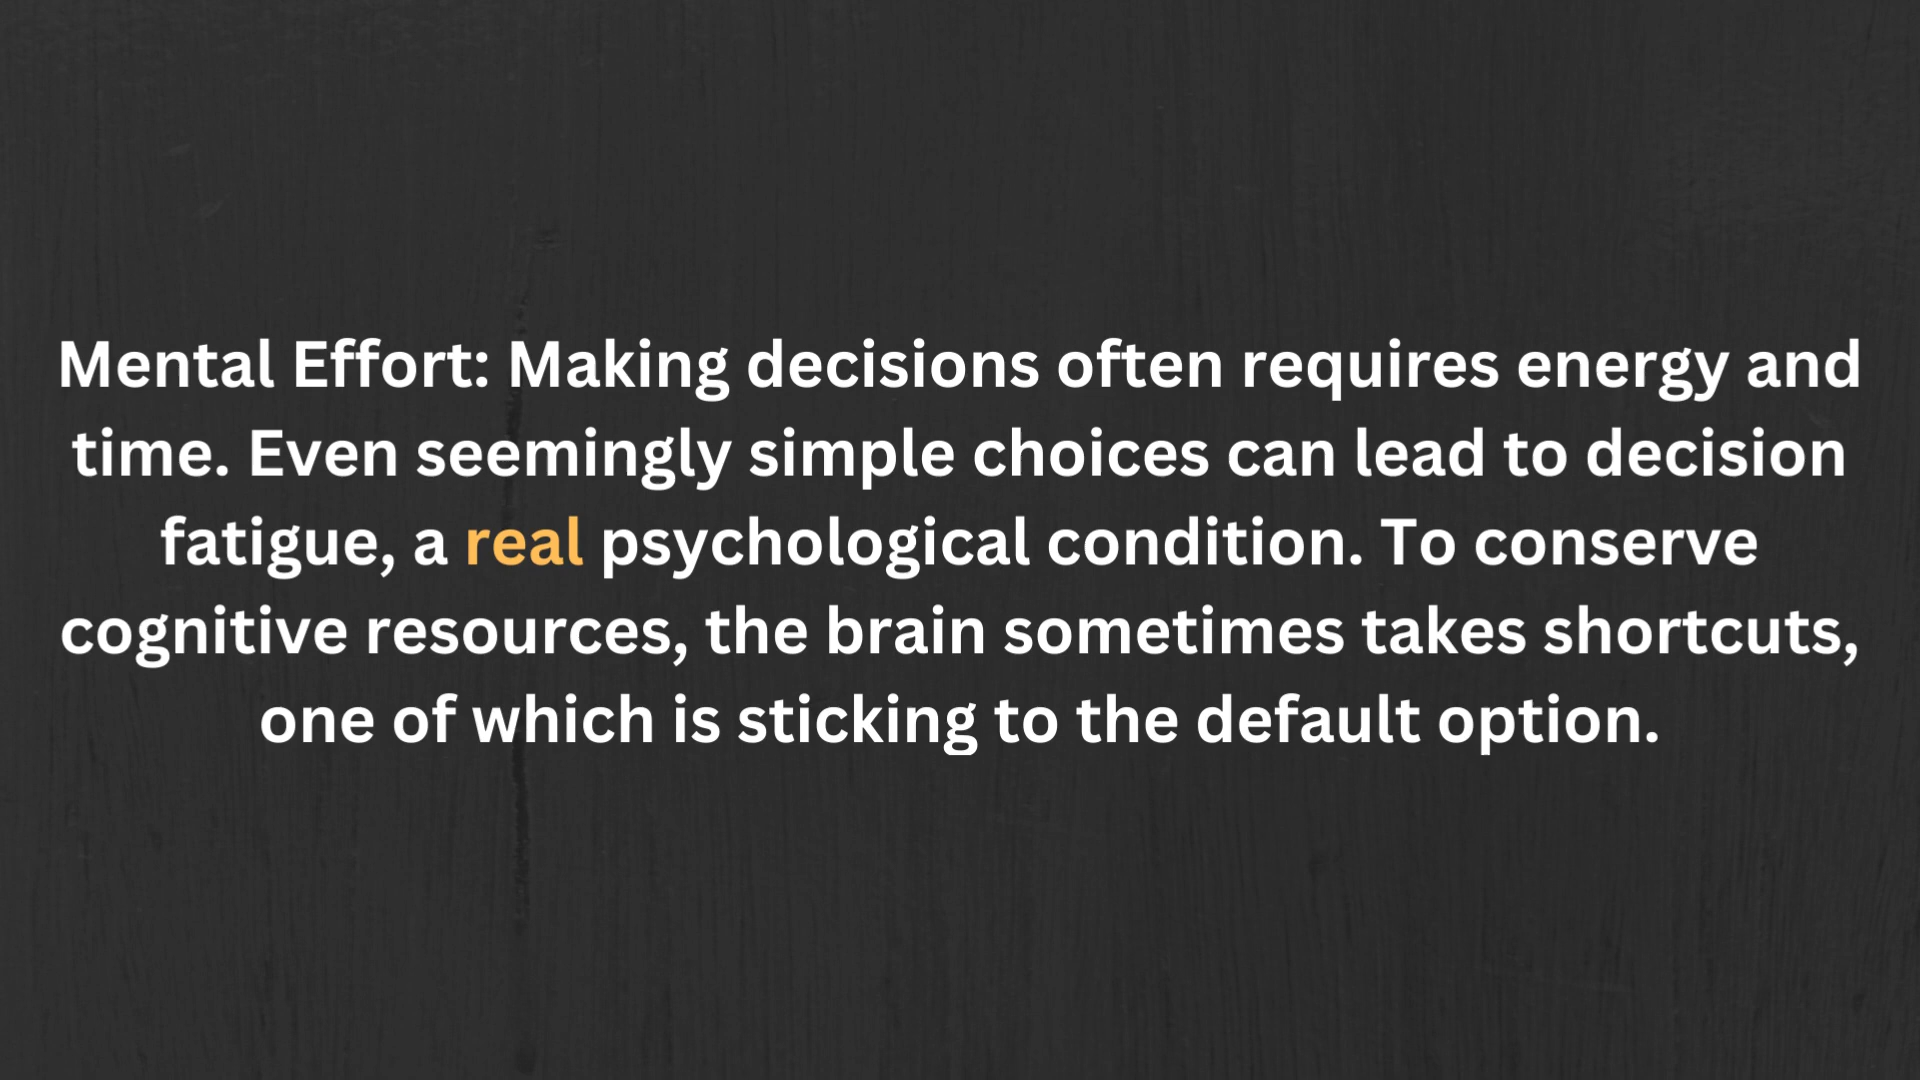 Mental Effort: Making decisions often requires energy and
time. Even seemingly simple choices can lead to decision
fatigue, a real psychological condition. To conserve
cognitive resources, the brain sometimes takes shortcuts,
one of which is sticking to the default option.